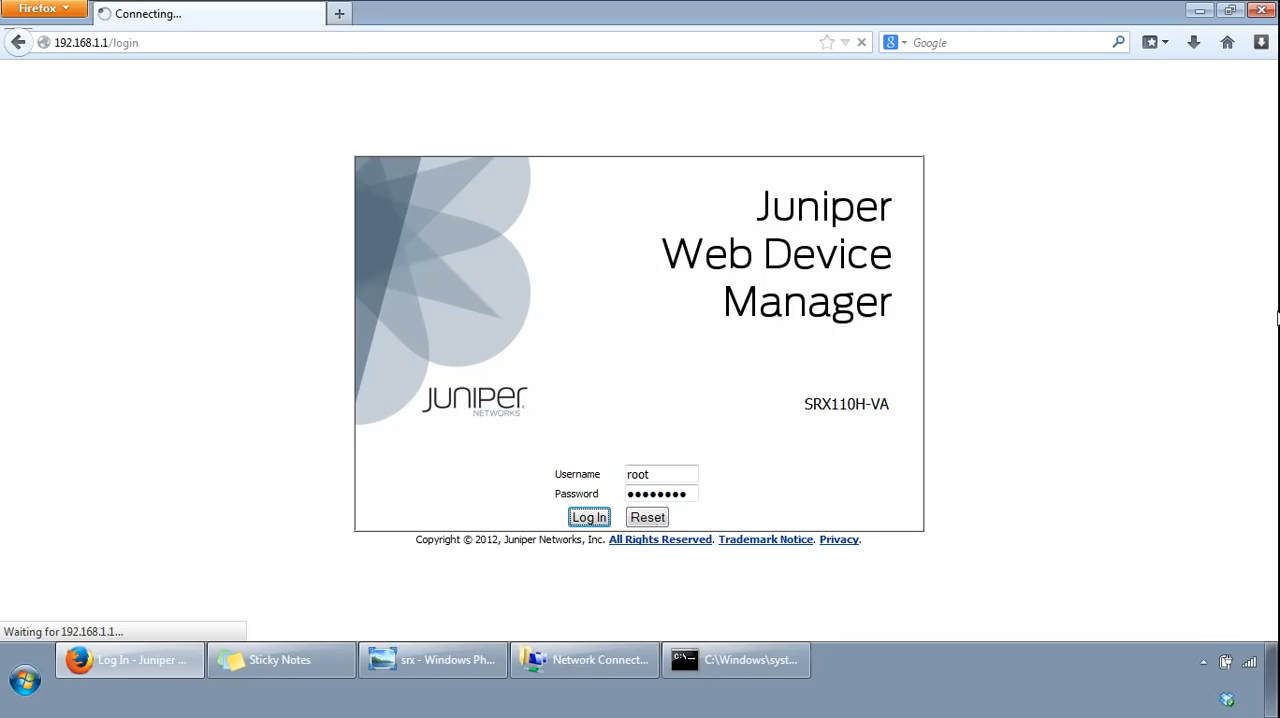 Firefox
Connecting...
192.168.1.1/login
Google
Juniper
Web Device
Manager
JUNIPER
NETWORKS
SRX110H-VA
Username
root
Password
Log In
Reset
Copyright © 2012, Juniper Networks, Inc. All Rights Reserved. Trademark Notice. Privacy.
Waiting for 192.168.1.1...
Log In - Juniper ...
Sticky Notes
srx - Windows Ph...
Network Connect...
C:\Windows\syst...